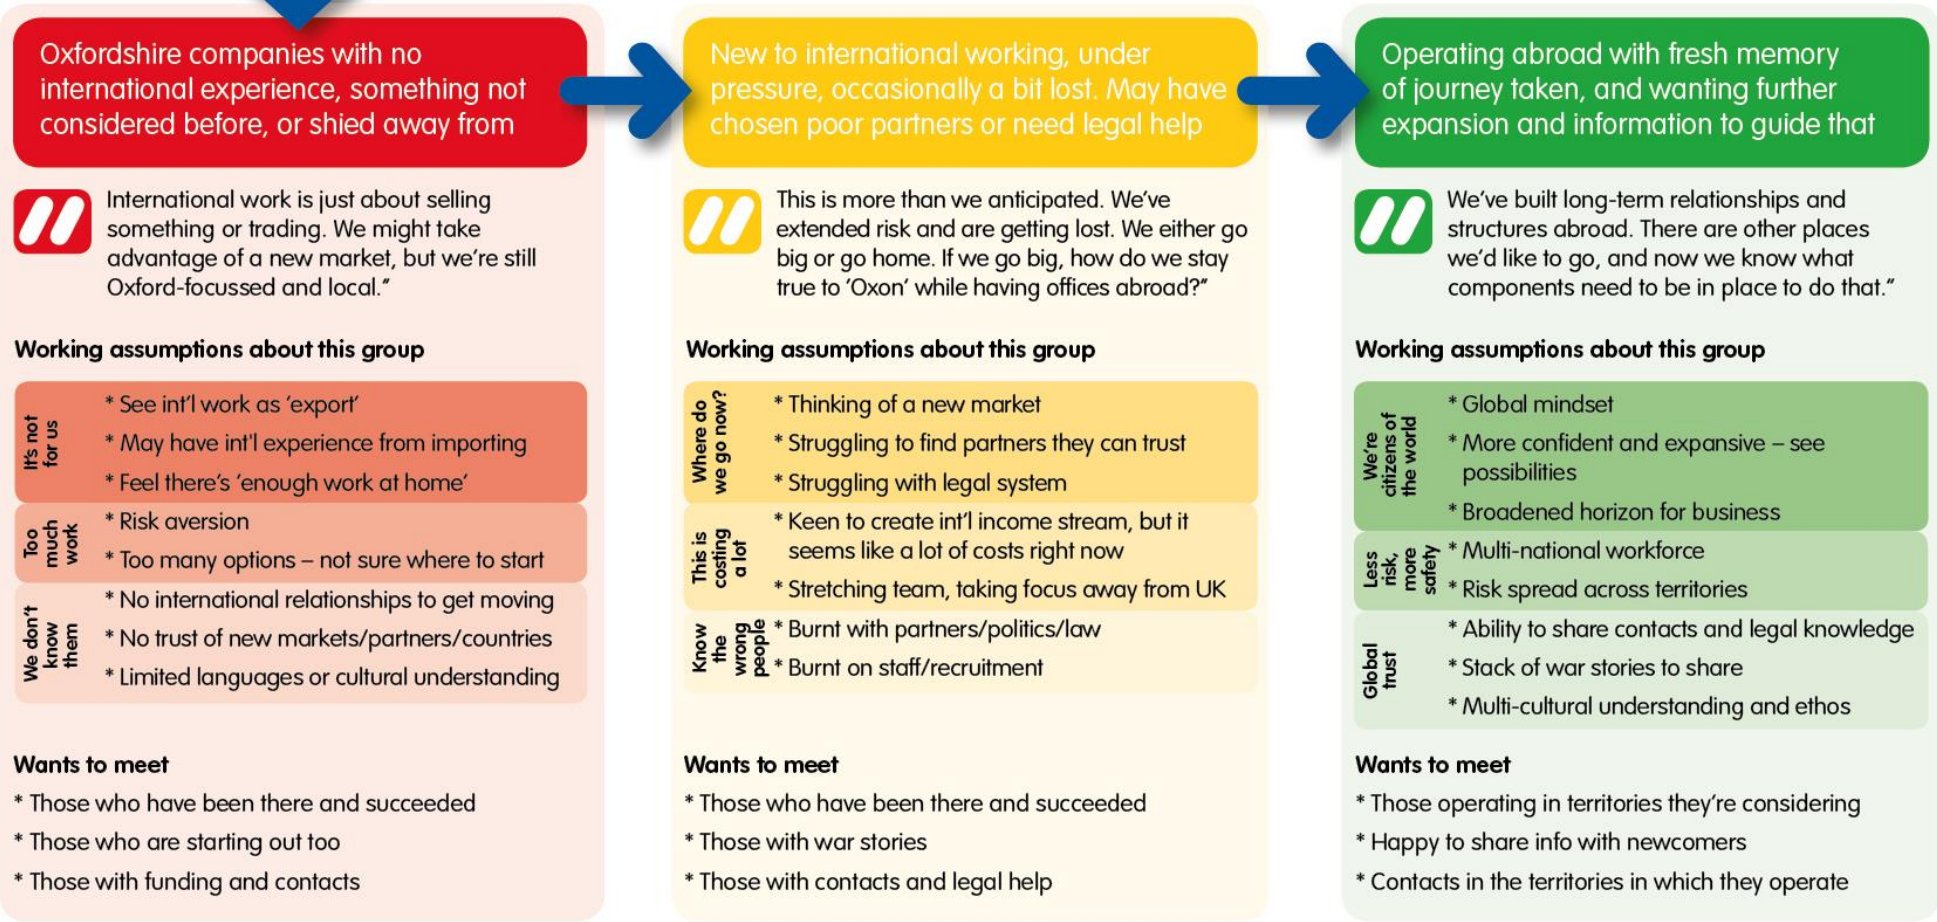 Oxfordshire companies with no
international experience, something not
considered before, or shied away from
International work is just about selling
something or trading. We might take
advantage of a new market, but we're still
Oxford-focussed and local."
Working assumptions about this group
It's not
for us
* See int'l work as 'export'
* May have int'l experience from importing
* Feel there's 'enough work at home'
Too
much
work
* Risk aversion
* Too many options – not sure where to start
We don't
know
them
* No international relationships to get moving
* No trust of new markets/partners/countries
* Limited languages or cultural understanding
Wants to meet
* Those who have been there and succeeded
* Those who are starting out too
* Those with funding and contacts
New to international working, under
pressure, occasionally a bit lost. May have
chosen poor partners or need legal help
This is more than we anticipated. We've
extended risk and are getting lost. We either go
big or go home. If we go big, how do we stay
true to 'Oxon' while having offices abroad?"
Working assumptions about this group
Where do
we go now?
* Thinking of a new market
* Struggling to find partners they can trust
* Struggling with legal system
This is
costing
a lot
* Keen to create int'l income stream, but it
seems like a lot of costs right now
* Stretching team, taking focus away from UK
Know
the
wrong
people
* Burnt with partners/politics/law
* Burnt on staff/recruitment
Wants to meet
* Those who have been there and succeeded
* Those with war stories
* Those with contacts and legal help
Operating abroad with fresh memory
of journey taken, and wanting further
expansion and information to guide that
We've built long-term relationships and
structures abroad. There are other places
we'd like to go, and now we know what
components need to be in place to do that."
Working assumptions about this group
We're
citizens of
the world
* Global mindset
* More confident and expansive – see
possibilities
* Broadened horizon for business
Less
risk,
more
safety
* Multi-national workforce
* Risk spread across territories
Global
trust
* Ability to share contacts and legal knowledge
* Stack of war stories to share
* Multi-cultural understanding and ethos
Wants to meet
* Those operating in territories they're considering
* Happy to share info with newcomers
* Contacts in the territories in which they operate